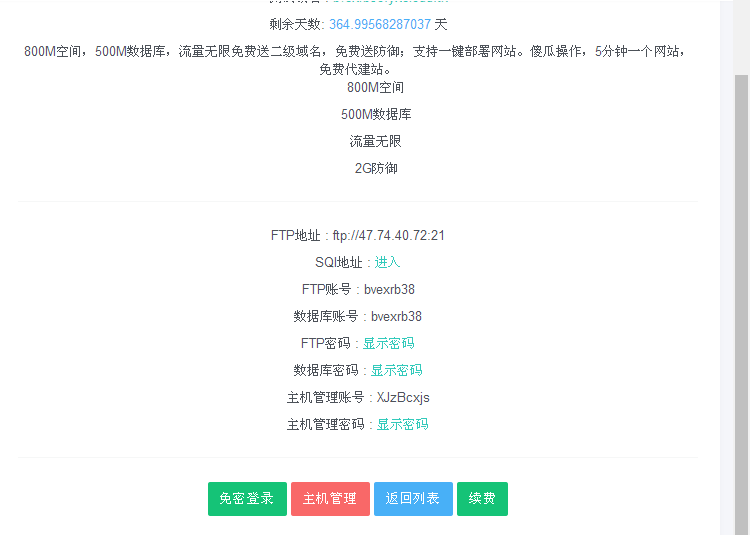 剩余天数: 364.99568287037 天
800M空间，500M数据库，流量无限免费送二级域名，免费送防御；支持一键部署网站。傻瓜操作，5分钟一个网站，
免费代建站。
800M空间
500M数据库
流量无限
2G防御
FTP地址 : ftp://47.74.40.72:21
SQl地址 : 进入
FTP账号 : bvexrb38
数据库账号 : bvexrb38
FTP密码 : 显示密码
数据库密码 : 显示密码
主机管理账号 : XJzBcxjs
主机管理密码 : 显示密码
免密登录 主机管理 返回列表 续费